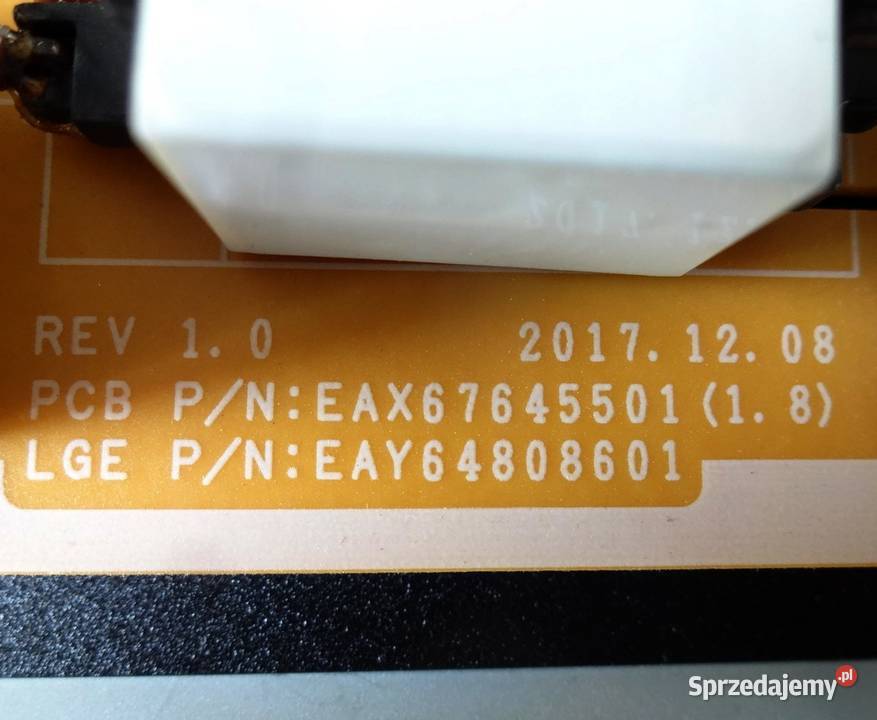 REV 1.0 2017.12.08
PCB P/N:EAX67645501(1.8)
LGE P/N:EAY64808601
Sprzedajemy.pl